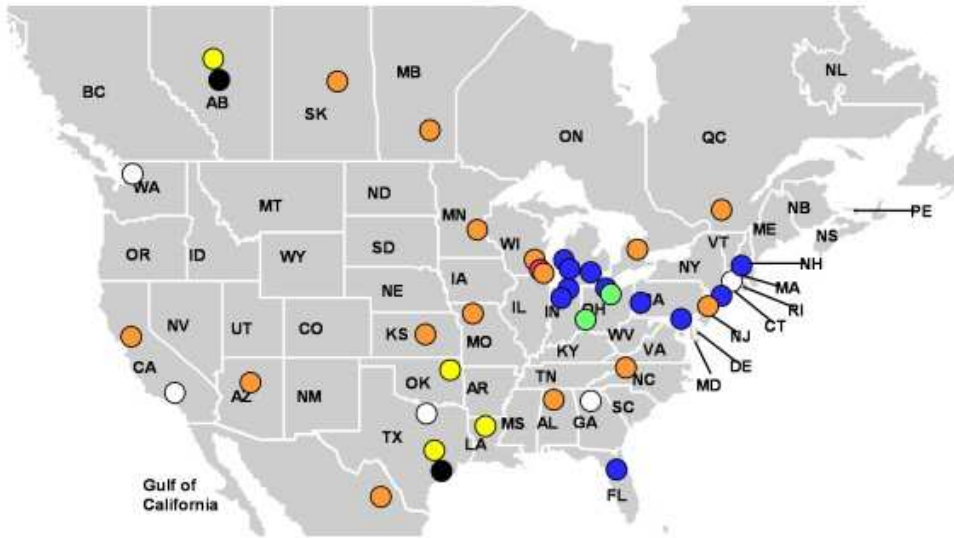 NL
MB
BC
AB
SK
ON
QC
WA
MT
ND
MN
NB
PE
ME
VT
NS
OR
ID
WY
SD
WI
NY
NH
MA
IA
NE
RI
NV
UT
CO
IL
IN
OH
PA
CT
KS
MO
WV
NJ
CA
KY
VA
DE
MD
OK
TN
NC
AZ
NM
AR
SC
TX
MS
AL
GA
LA
Gulf of
California
FL